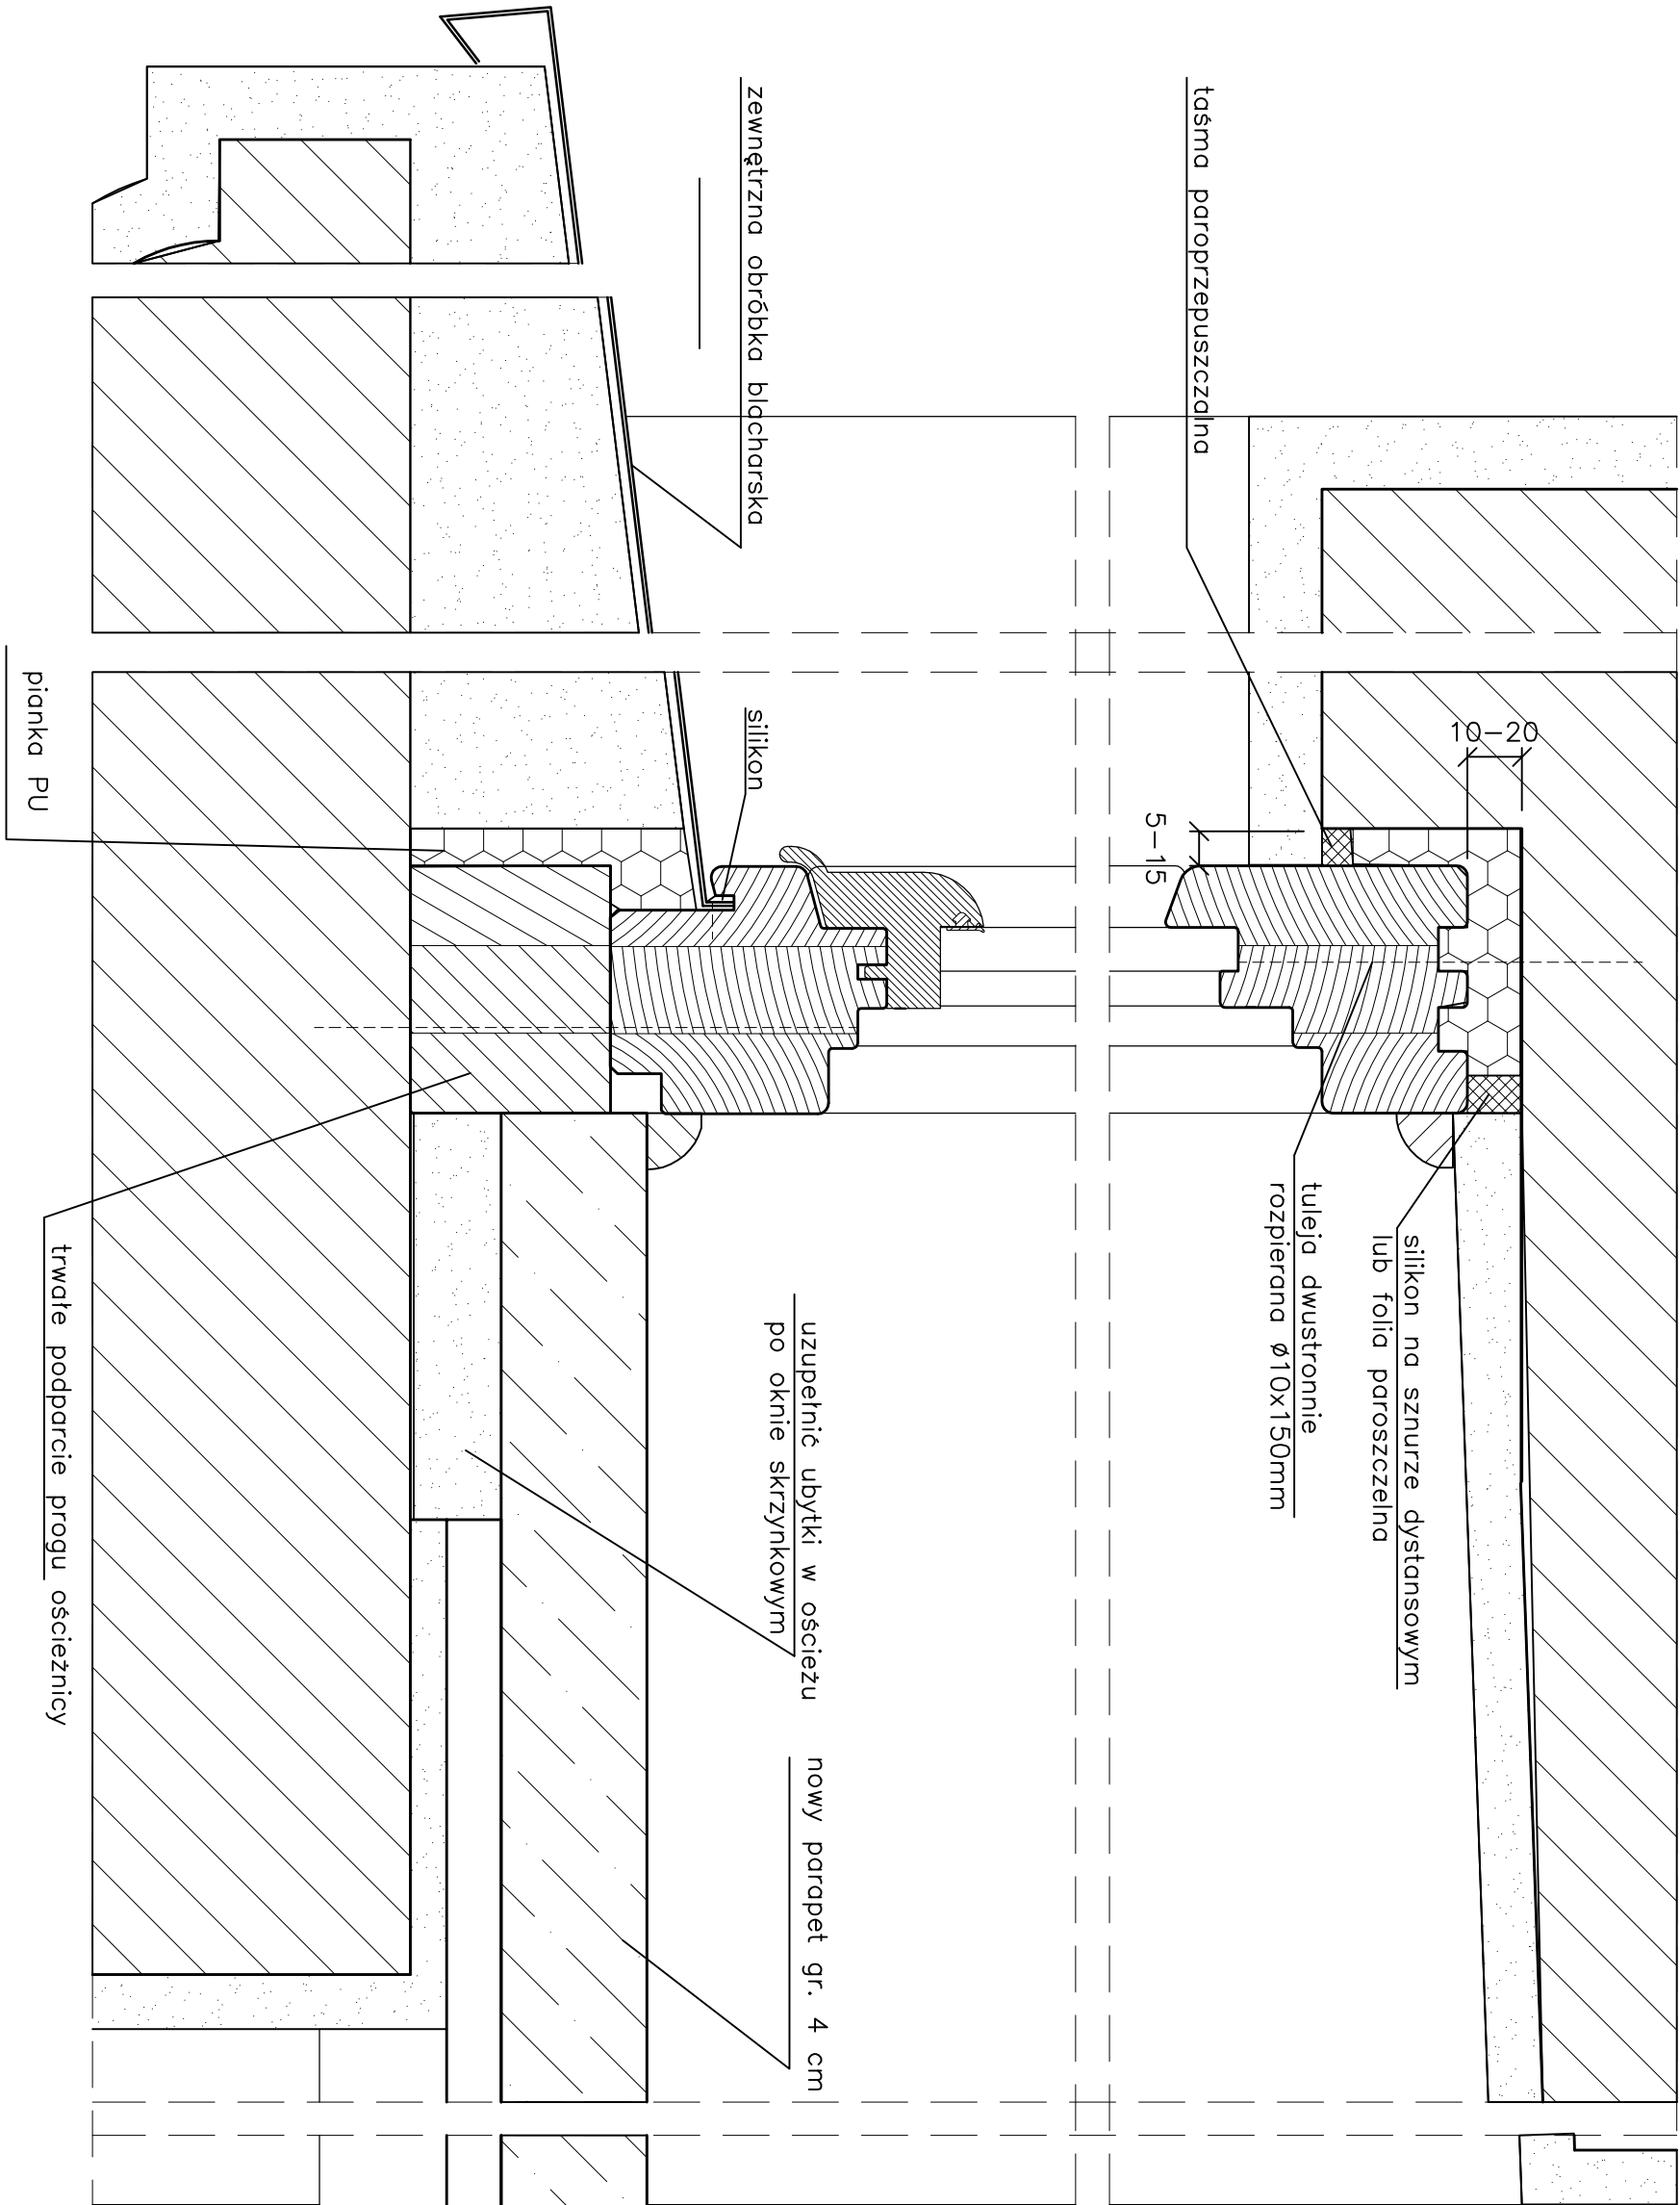 taśma paroprzepuszczalna
10-20
5-15
silikon na sznurze dystansowym
lub folia paroszczelna
tuleja dwustronnie
rozpierana ø10x150mm
zewnętrzna obróbka blacharska
silikon
uzupełnić ubytki w ościeżu
po oknie skrzynkowym
nowy parapet gr. 4 cm
pianka PU
trwałe podparcie progu ościeżnicy